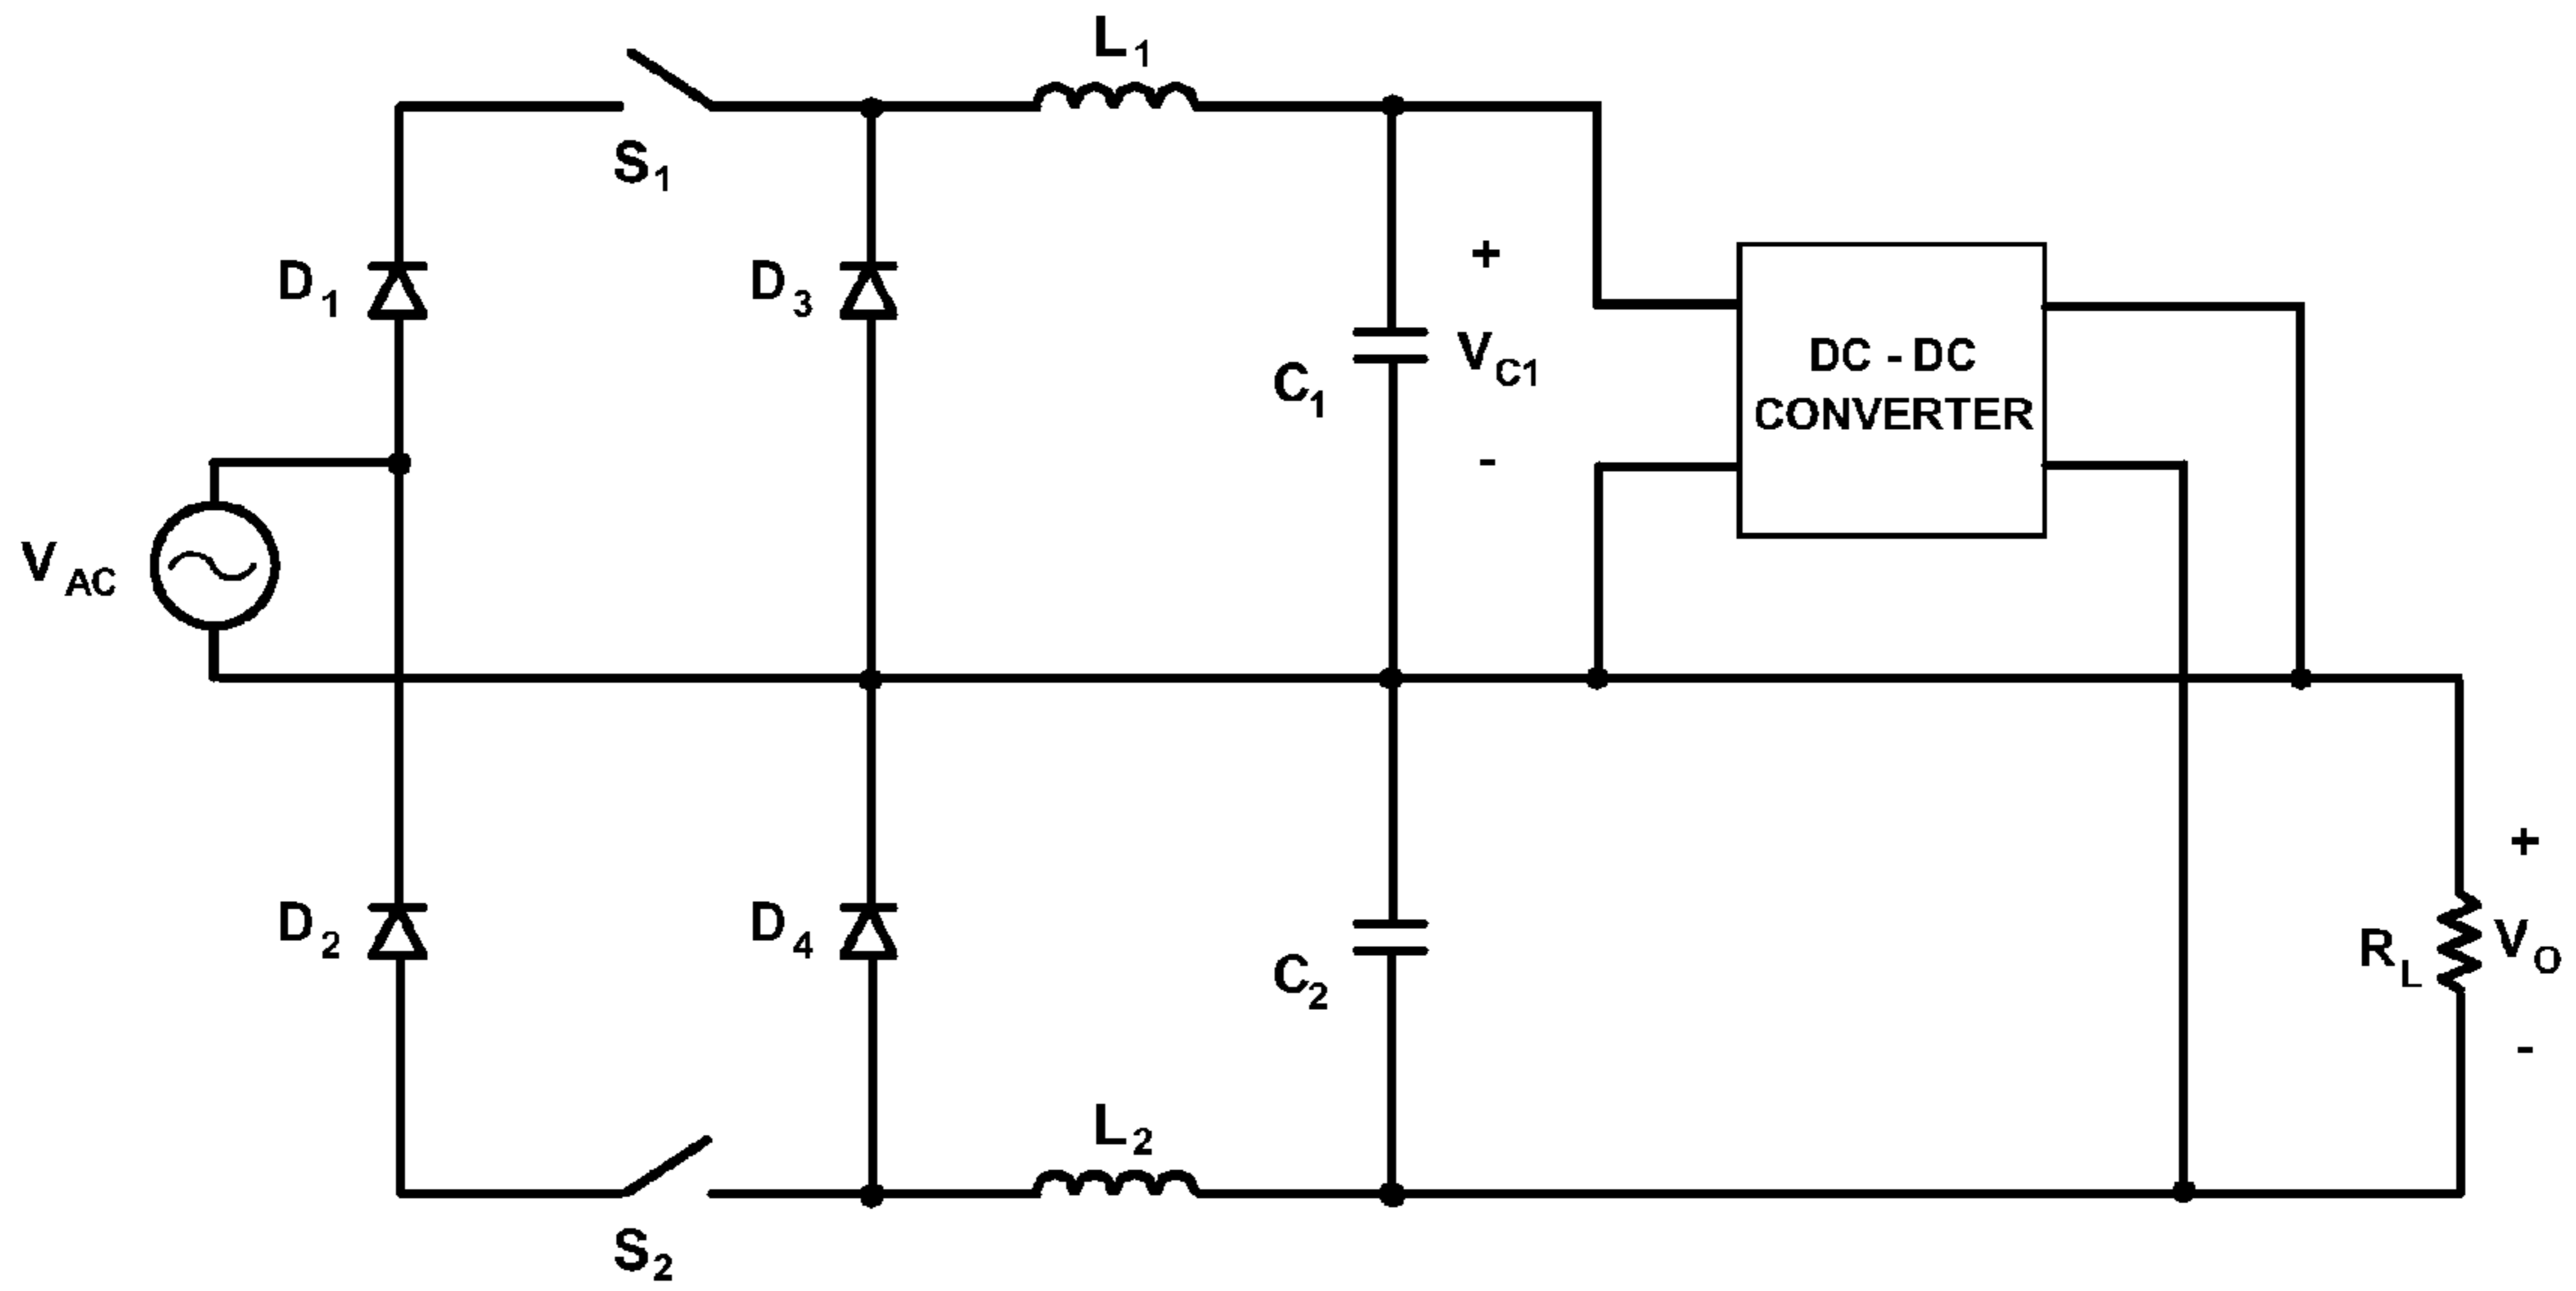 L1
S1
D1
D3
+
VC1
-
C1
DC - DC
CONVERTER
VAC
+
VO
-
RL
D2
D4
C2
L2
S2